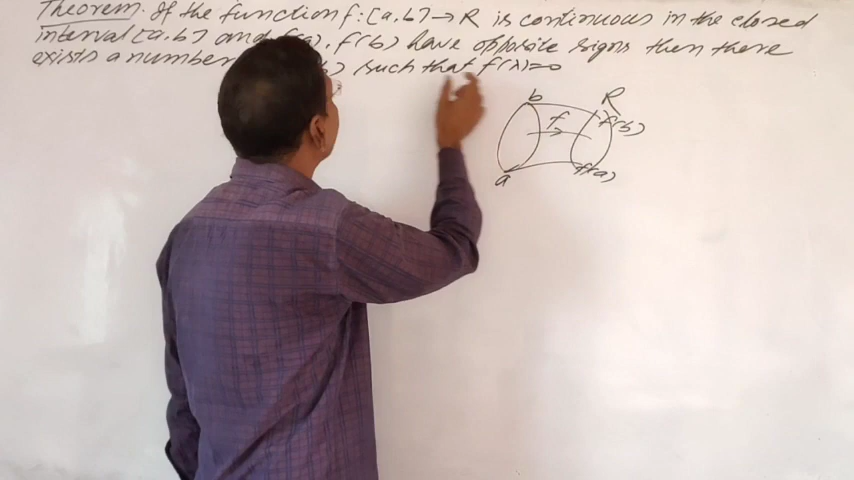 Theorem. If the function f: [a,b] → R is continuous in the closed
interval [a,b] and f(a), f(b) have opposite signs then there
exists a number b) such that f(λ)=0
b R
f f(b)
a f(a)